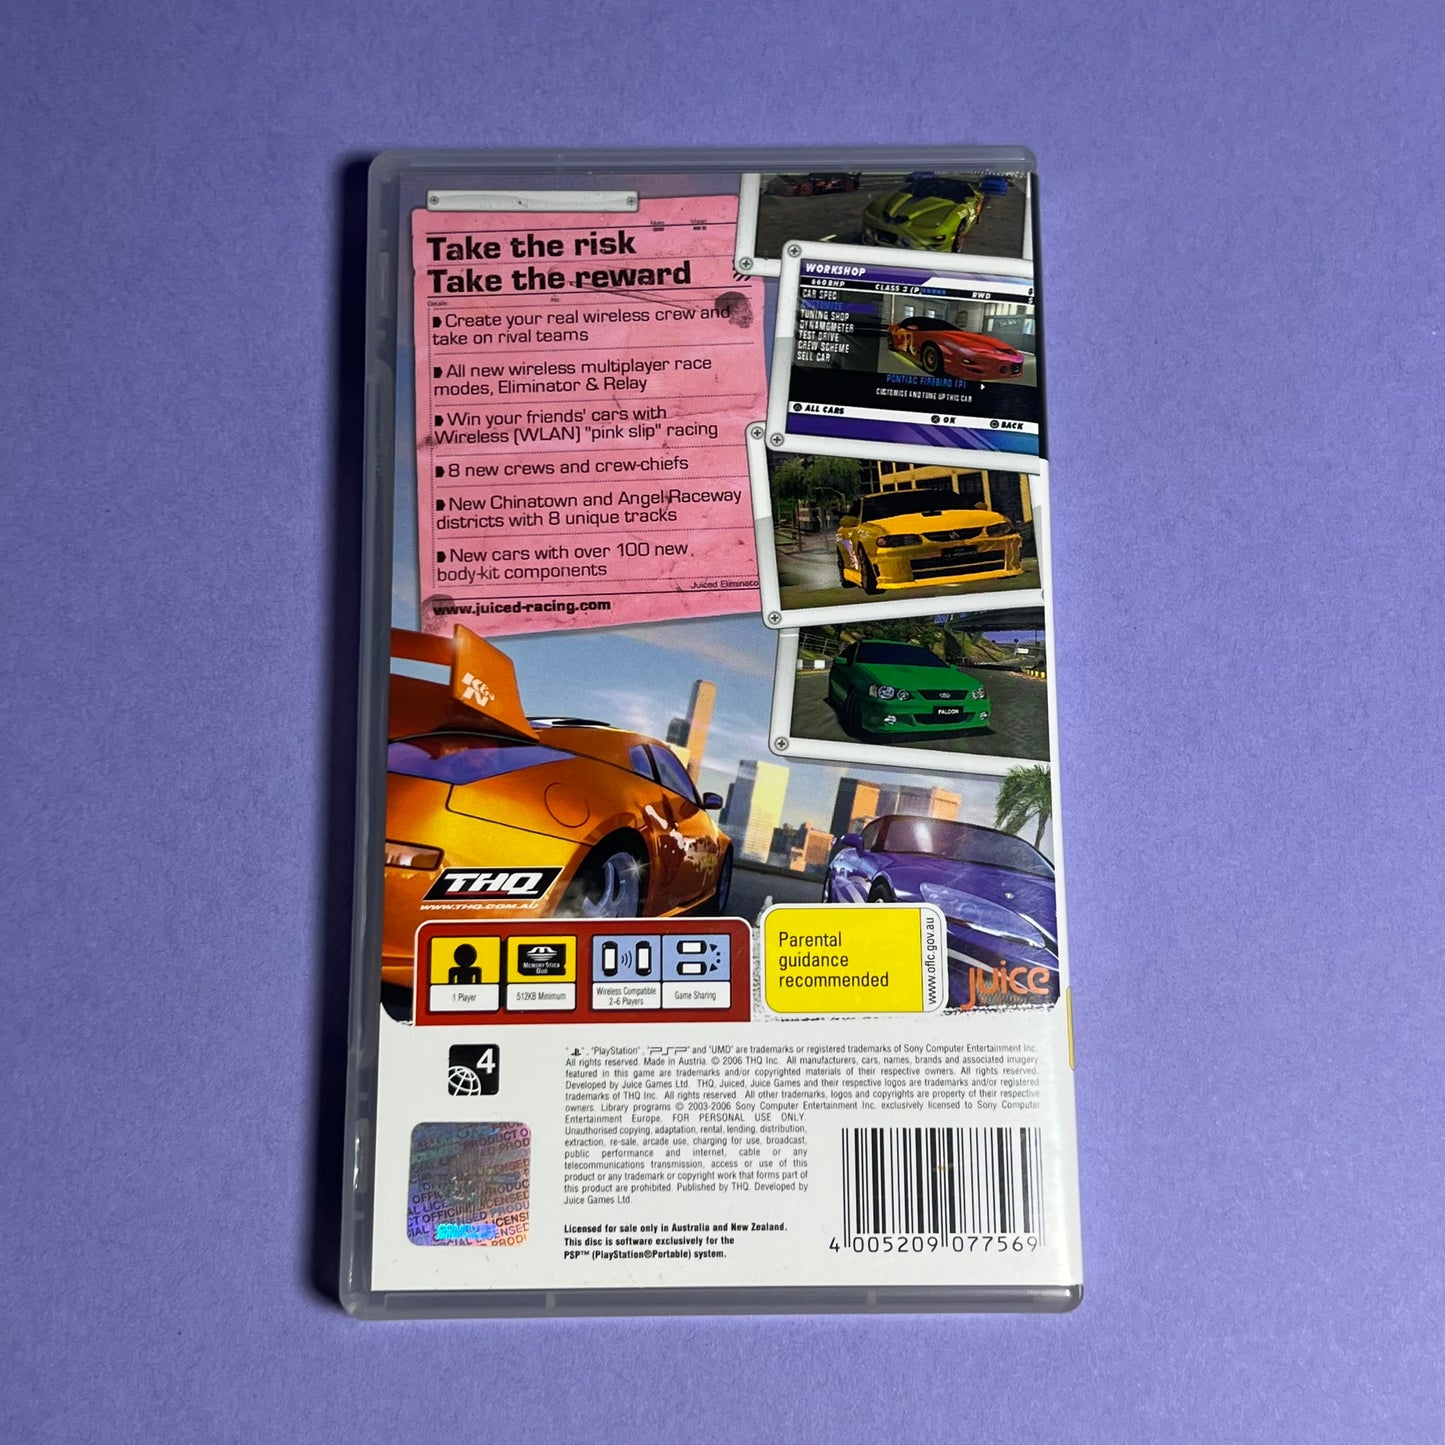 Take the risk
Take the reward
Create your real wireless crew and
take on rival teams
All new wireless multiplayer race
modes, Eliminator & Relay
Win your friends' cars with
Wireless (WLAN) "pink slip" racing
8 new crews and crew-chiefs
New Chinatown and Angel Raceway
districts with 8 unique tracks
New cars with over 100 new
body-kit components
Juiced Eliminato
www.juiced-racing.com
WORKSHOP
660 BHP
CLASS 3 (P)
RWD
CAR SPEC
CUSTOMISE
TUNING SHOP
DYNAMOMETER
TEST DRIVE
CREW SCHEME
SELL CAR
PONTIAC FIREBIRD [P]
CUSTOMISE AND TUNE UP THIS CAR
ALL CARS
OK
BACK
FALCON
K&N
THQ
WWW.THQ.COM.AU
1 Player
MEMORY STICK
DUO
512KB Minimum
Wireless Compatible
2-6 Players
Game Sharing
Parental
guidance
recommended
www.oflc.gov.au
juice
4
" ", "PlayStation", "PSP" and "UMD" are trademarks or registered trademarks of Sony Computer Entertainment Inc.
All rights reserved. Made in Austria. © 2006 THQ Inc. All manufacturers, cars, names, brands and associated imagery
featured in this game are trademarks and/or copyrighted materials of their respective owners. All rights reserved.
Developed by Juice Games Ltd. THQ, Juiced, Juice Games and their respective logos are trademarks and/or registered
trademarks of THQ Inc. All rights reserved. All other trademarks, logos and copyrights are property of their respective
owners. Library programs © 2003-2006 Sony Computer Entertainment Inc. exclusively licensed to Sony Computer
Entertainment Europe. FOR PERSONAL USE ONLY.
Unauthorised copying, adaptation, rental, lending, distribution,
extraction, re-sale, arcade use, charging for use, broadcast,
public performance and internet, cable or any
telecommunications transmission, access or use of this
product or any trademark or copyright work that forms part of
this product are prohibited. Published by THQ. Developed by
Juice Games Ltd.
Licensed for sale only in Australia and New Zealand.
This disc is software exclusively for the
PSP™ (PlayStation®Portable) system.
4 005209 077569